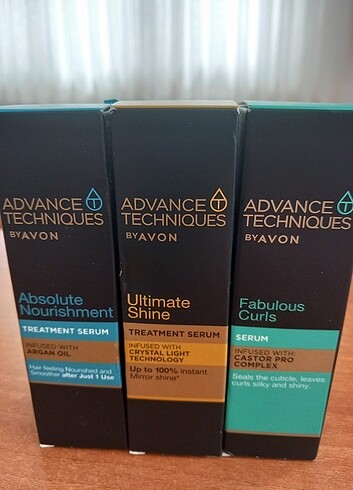 ADVANCE
TECHNIQUES
BY AVON
Absolute
Nourishment
TREATMENT SERUM
INFUSED WITH
ARGAN OIL
Hair feeling Nourished and
Smoother after Just 1 Use
ADVANCE
TECHNIQUES
BY AVON
Ultimate
Shine
TREATMENT SERUM
INFUSED WITH
CRYSTAL LIGHT
TECHNOLOGY
Up to 100% instant
Mirror shine*
ADVANCE
TECHNIQUES
BY AVON
Fabulous
Curls
SERUM
INFUSED WITH:
CASTOR PRO
COMPLEX
Seals the cuticle, leaves
curls silky and shiny.